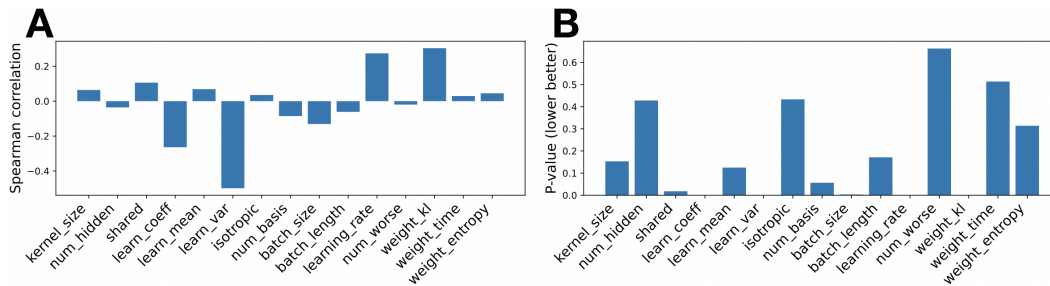 A
Spearman correlation
0.2
0.0
−0.2
−0.4
kernel_size
num_hidden
shared
learn_coeff
learn_mean
learn_var
isotropic
num_basis
batch_size
batch_length
learning_rate
num_worse
weight_kl
weight_time
weight_entropy
B
P-value (lower better)
0.6
0.5
0.4
0.3
0.2
0.1
0.0
kernel_size
num_hidden
shared
learn_coeff
learn_mean
learn_var
isotropic
num_basis
batch_size
batch_length
learning_rate
num_worse
weight_kl
weight_time
weight_entropy